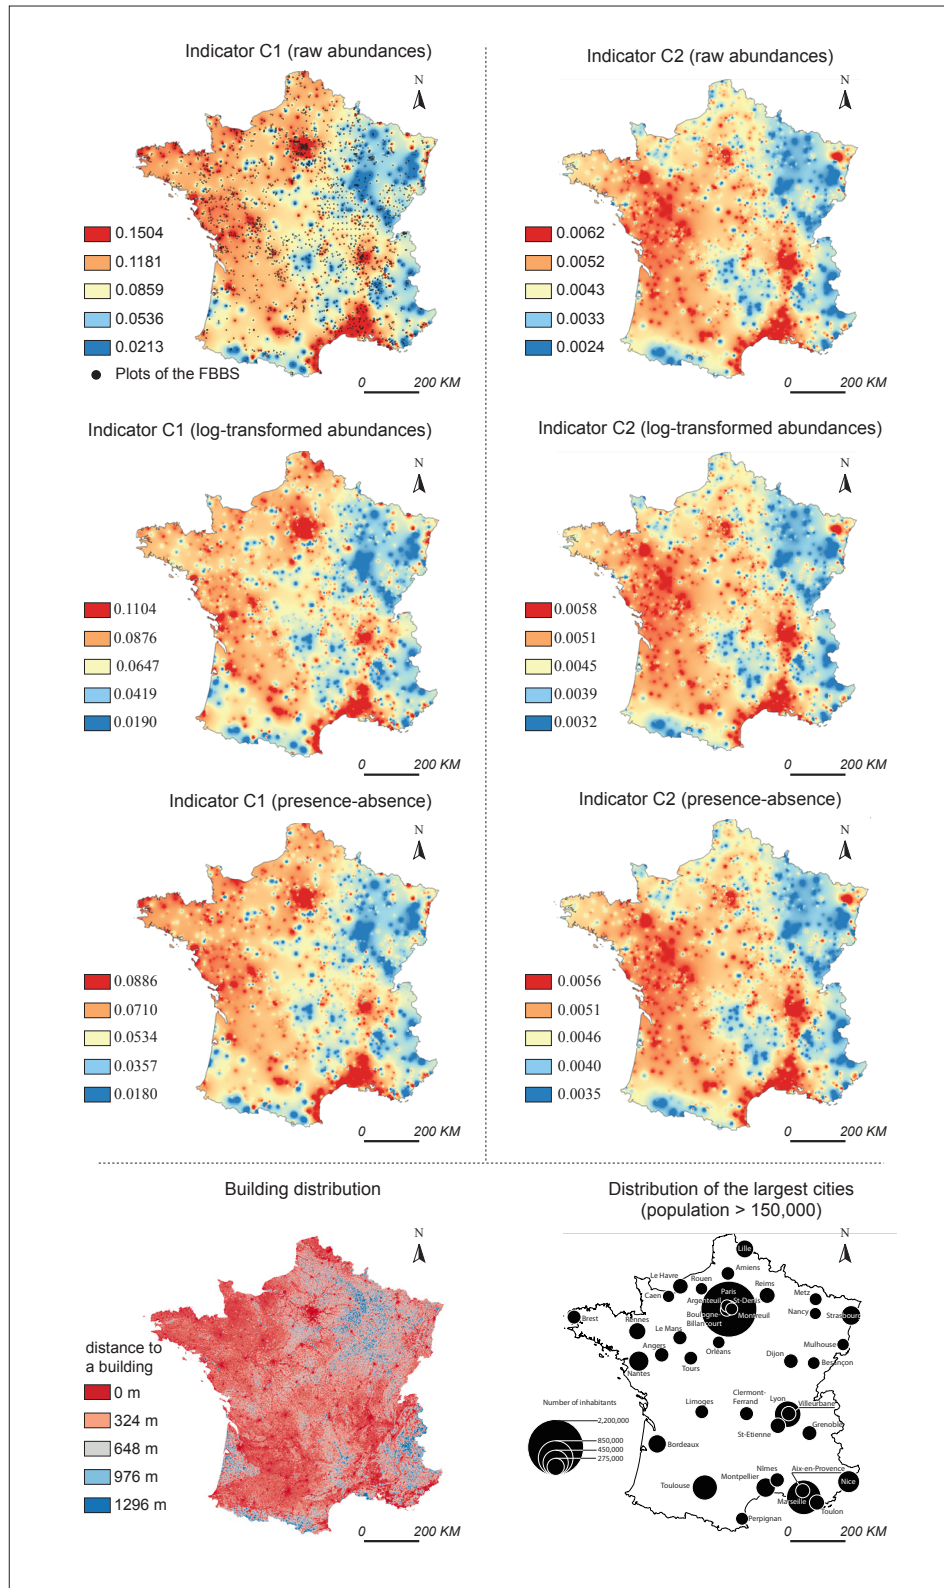 Indicator C1 (raw abundances)
N
0.1504
0.1181
0.0859
0.0536
0.0213
Plots of the FBBS
0 200 KM
Indicator C2 (raw abundances)
N
0.0062
0.0052
0.0043
0.0033
0.0024
0 200 KM
Indicator C1 (log-transformed abundances)
N
0.1104
0.0876
0.0647
0.0419
0.0190
0 200 KM
Indicator C2 (log-transformed abundances)
N
0.0058
0.0051
0.0045
0.0039
0.0032
0 200 KM
Indicator C1 (presence-absence)
N
0.0886
0.0710
0.0534
0.0357
0.0180
0 200 KM
Indicator C2 (presence-absence)
N
0.0056
0.0051
0.0046
0.0040
0.0035
0 200 KM
Building distribution
N
distance to
a building
0 m
324 m
648 m
976 m
1296 m
0 200 KM
Distribution of the largest cities
(population > 150,000)
N
Lille
Amiens
Le Havre
Rouen
Caen
Reims
Metz
Paris
Argenteuil
St-Denis
Boulogne-
Billancourt
Montreuil
Nancy
Strasbourg
Brest
Rennes
Le Mans
Angers
Orléans
Mulhouse
Dijon
Besançon
Nantes
Tours
Limoges
Clermont-
Ferrand
Lyon
Villeurbane
St-Etienne
Grenoble
Number of inhabitants
2,200,000
850,000
450,000
275,000
Bordeaux
Toulouse
Montpellier
Nîmes
Aix-en-Provence
Nice
Marseille
Toulon
Perpignan
0 200 KM